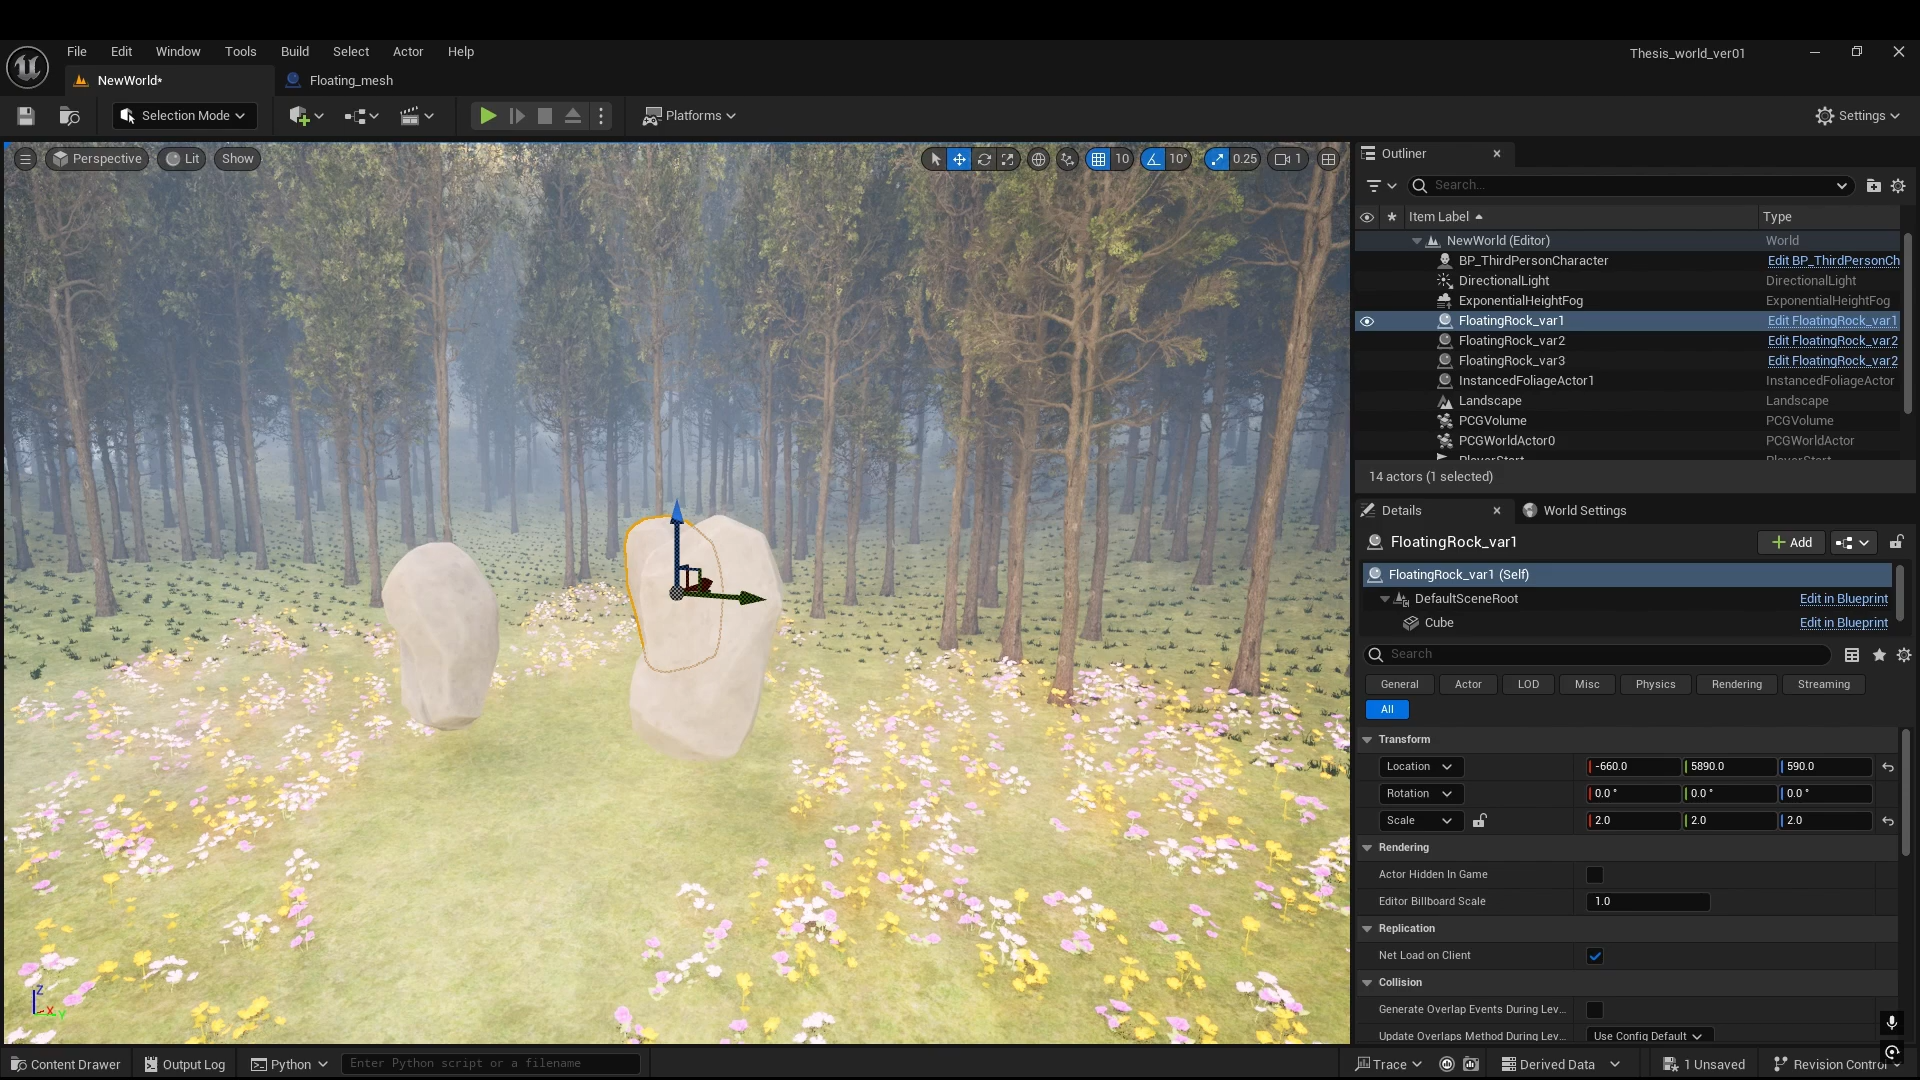 File Edit Window Tools Build Select Actor Help
Thesis_world_ver01
NewWorld*
Floating_mesh
Selection Mode
Platforms
Settings
Perspective
Lit
Show
10
10°
0.25
1
Outliner
Search...
Item Label
Type
NewWorld (Editor) World
BP_ThirdPersonCharacter Edit BP_ThirdPersonCh
DirectionalLight DirectionalLight
ExponentialHeightFog ExponentialHeightFog
FloatingRock_var1 Edit FloatingRock_var1
FloatingRock_var2 Edit FloatingRock_var2
FloatingRock_var3 Edit FloatingRock_var2
InstancedFoliageActor1 InstancedFoliageActor
Landscape Landscape
PCGVolume PCGVolume
PCGWorldActor0 PCGWorldActor
PlayerStart PlayerStart
14 actors (1 selected)
Details
World Settings
FloatingRock_var1
Add
FloatingRock_var1 (Self)
DefaultSceneRoot Edit in Blueprint
Cube Edit in Blueprint
Search
General Actor LOD Misc Physics Rendering Streaming
All
Transform
Location -660.0 5890.0 590.0
Rotation 0.0 ° 0.0 ° 0.0 °
Scale 2.0 2.0 2.0
Rendering
Actor Hidden In Game
Editor Billboard Scale 1.0
Replication
Net Load on Client
Collision
Generate Overlap Events During Lev...
Update Overlaps Method During Lev... Use Config Default
Z
X
Y
Content Drawer
Output Log
Python
Enter Python script or a filename
Trace
Derived Data
1 Unsaved
Revision Control